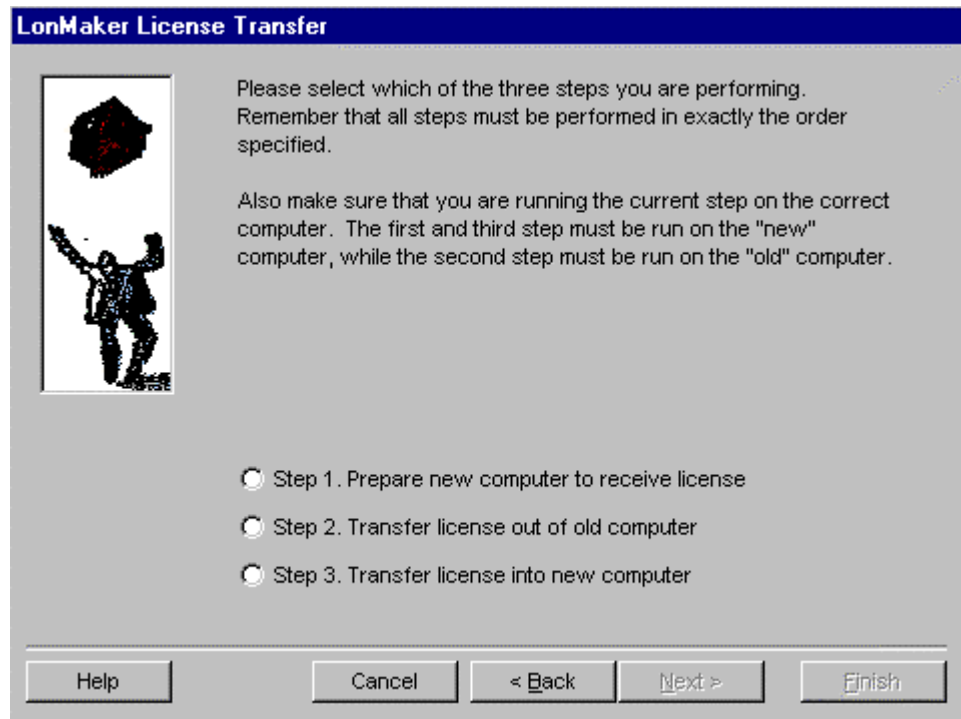 LonMaker License Transfer
Please select which of the three steps you are performing.
Remember that all steps must be performed in exactly the order
specified.
Also make sure that you are running the current step on the correct
computer.  The first and third step must be run on the "new"
computer, while the second step must be run on the "old" computer.
Step 1. Prepare new computer to receive license
Step 2. Transfer license out of old computer
Step 3. Transfer license into new computer
Help
Cancel
< Back
Next >
Finish